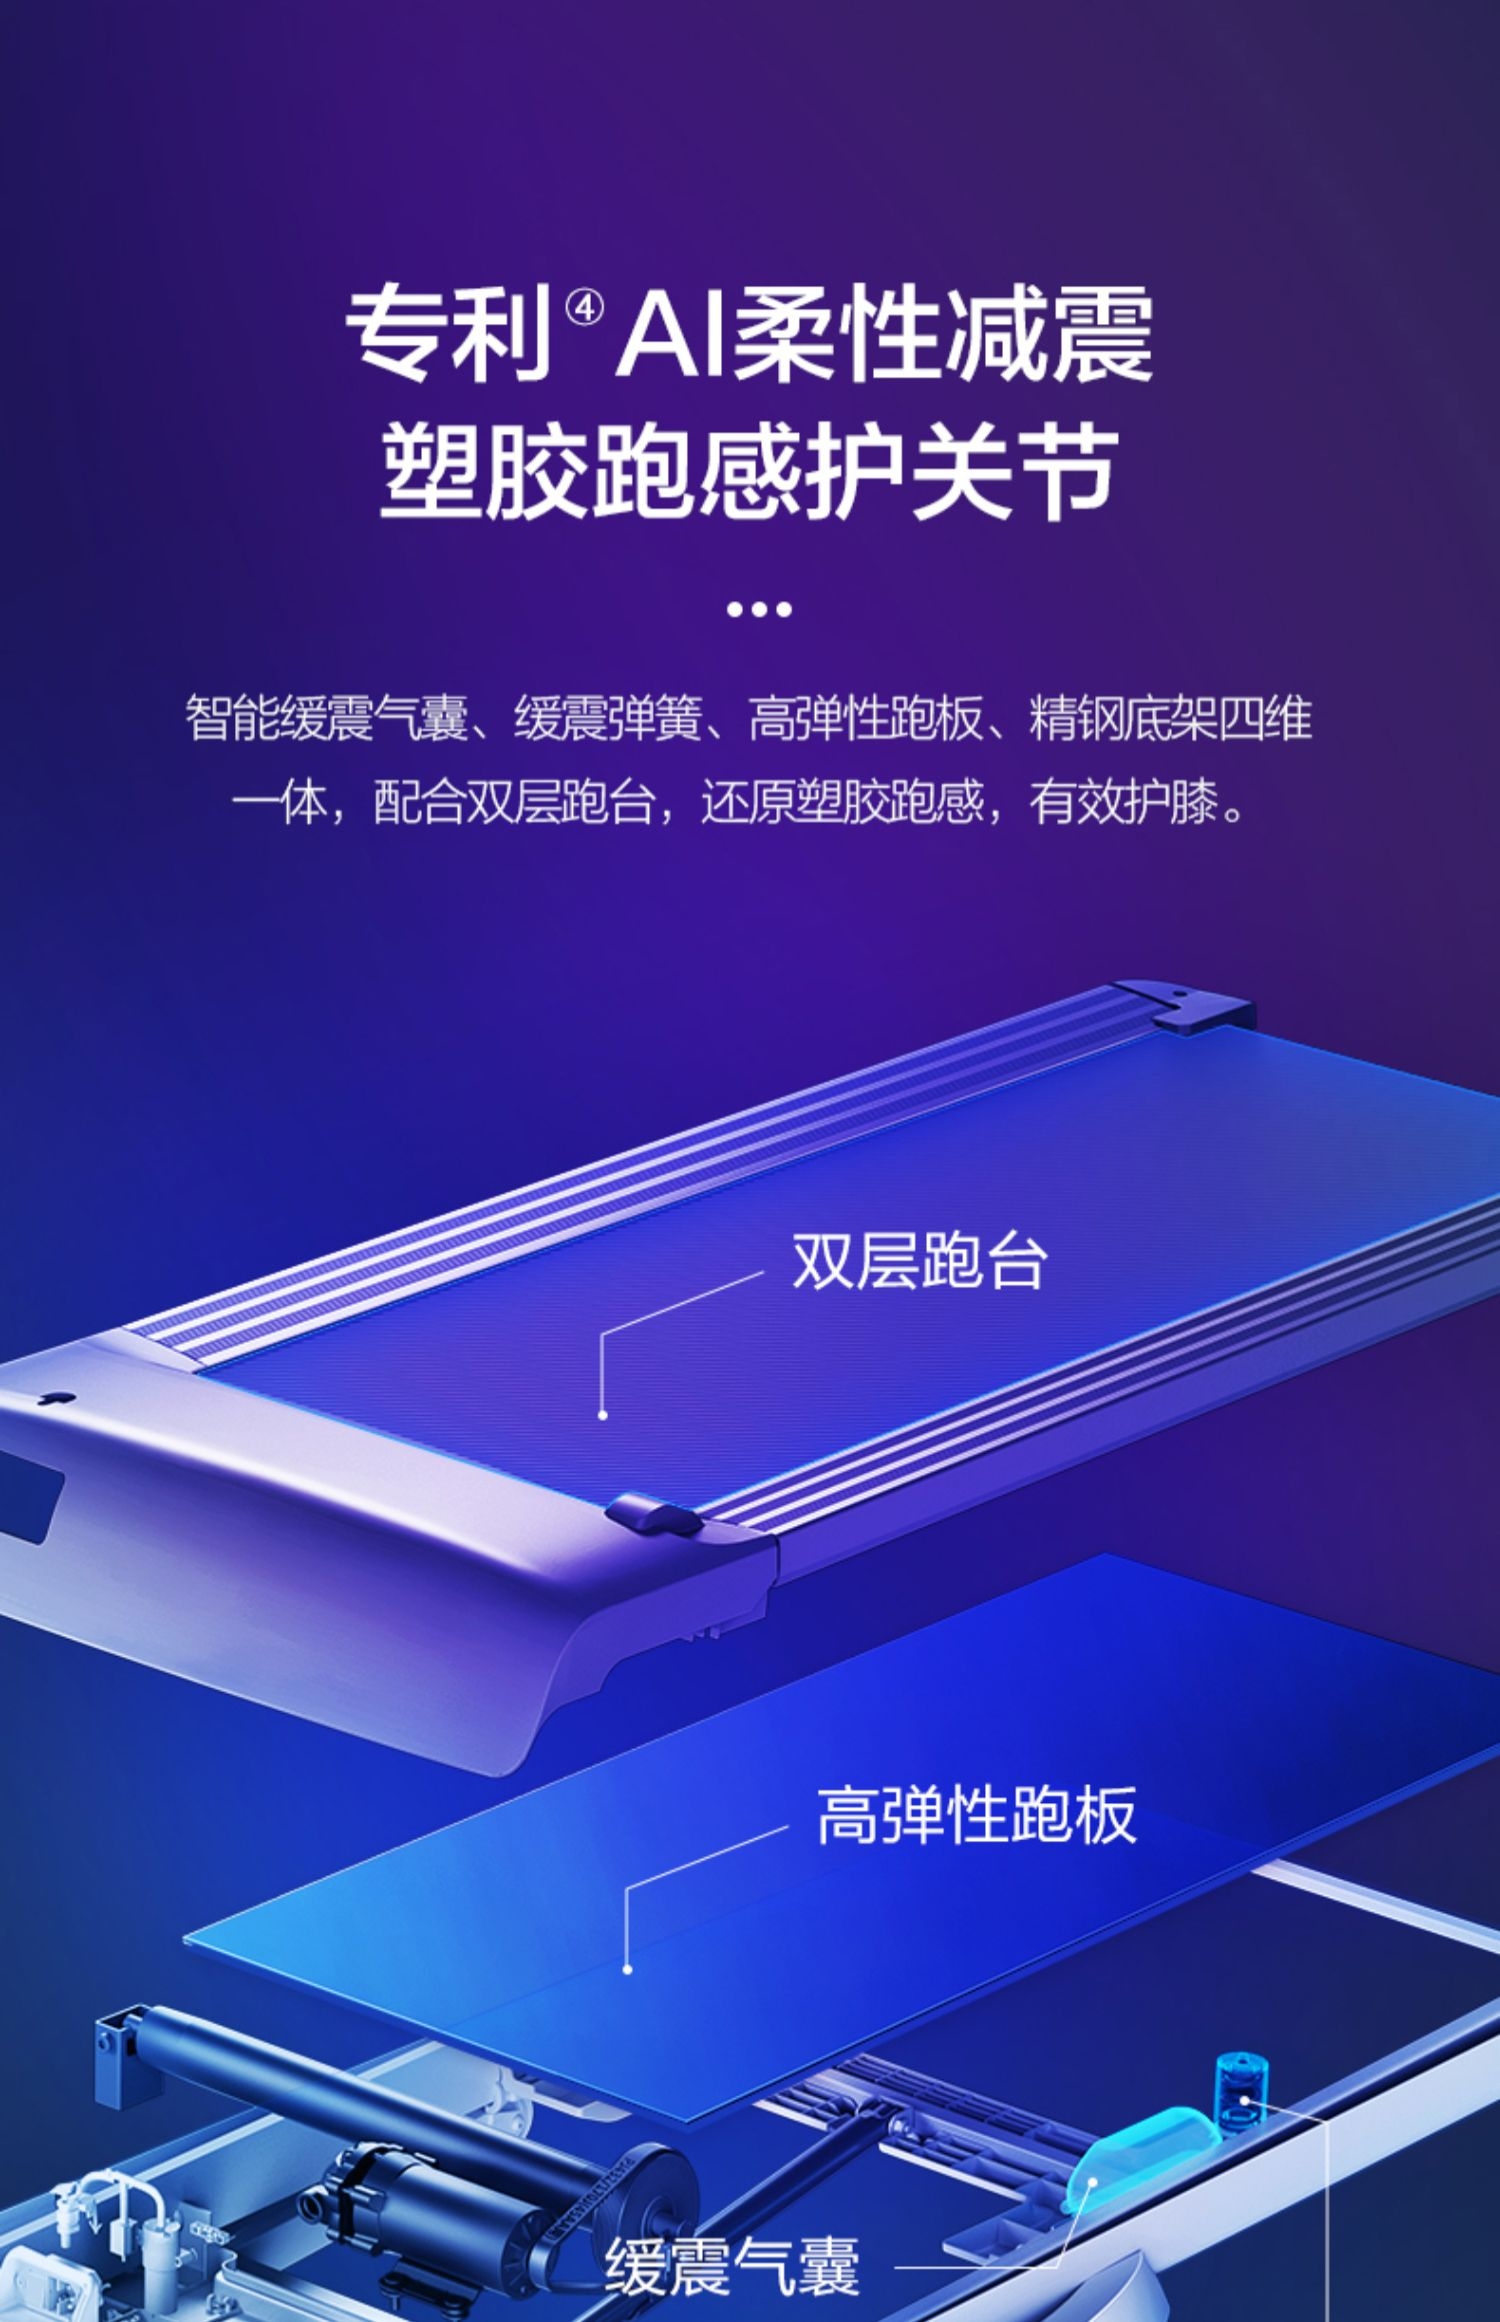 专利④AI柔性减震
塑胶跑感护关节
智能缓震气囊、缓震弹簧、高弹性跑板、精钢底架四维
一体，配合双层跑台，还原塑胶跑感，有效护膝。
双层跑台
高弹性跑板
缓震气囊